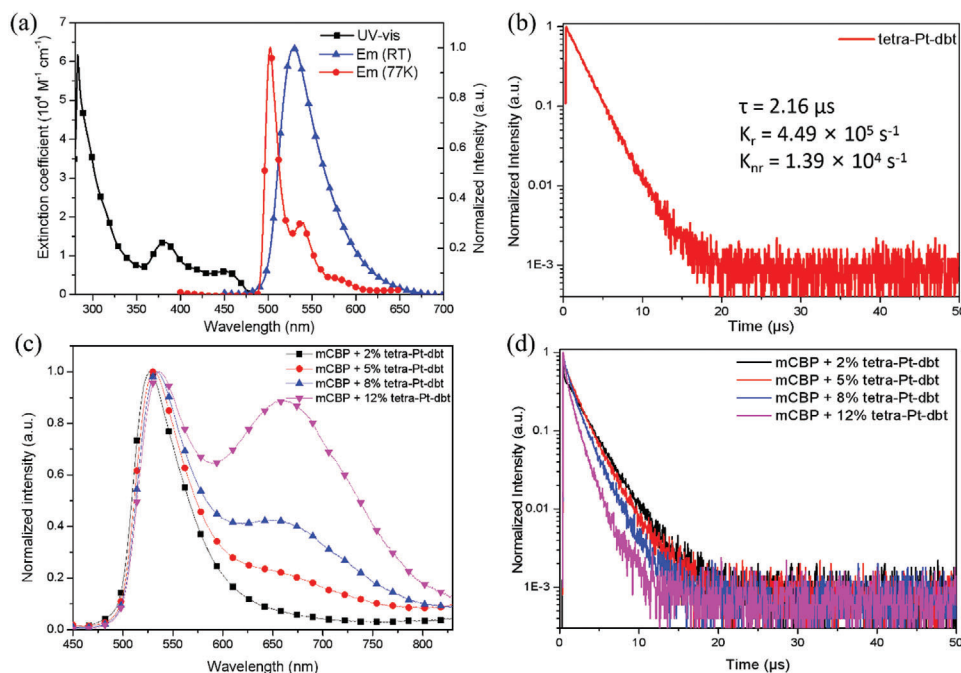 (a)
UV-vis
Em (RT)
Em (77K)
Extinction coefficient (10⁴ M⁻¹ cm⁻¹)
7
6
5
4
3
2
1
0
Normalized Intensity (a.u.)
1.0
0.8
0.6
0.4
0.2
300 350 400 450 500 550 600 650 700
Wavelength (nm)
(b)
tetra-Pt-dbt
τ = 2.16 µs
Kr = 4.49 × 10⁵ s⁻¹
Knr = 1.39 × 10⁴ s⁻¹
Normalized Intensity (a.u.)
1
0.1
0.01
1E-3
0 10 20 30 40 50
Time (µs)
(c)
mCBP + 2% tetra-Pt-dbt
mCBP + 5% tetra-Pt-dbt
mCBP + 8% tetra-Pt-dbt
mCBP + 12% tetra-Pt-dbt
Normalized intensity (a.u.)
1.0
0.8
0.6
0.4
0.2
0.0
450 500 550 600 650 700 750 800
Wavelength (nm)
(d)
mCBP + 2% tetra-Pt-dbt
mCBP + 5% tetra-Pt-dbt
mCBP + 8% tetra-Pt-dbt
mCBP + 12% tetra-Pt-dbt
Normalized Intensity (a.u.)
1
0.1
0.01
1E-3
0 10 20 30 40 50
Time (µs)